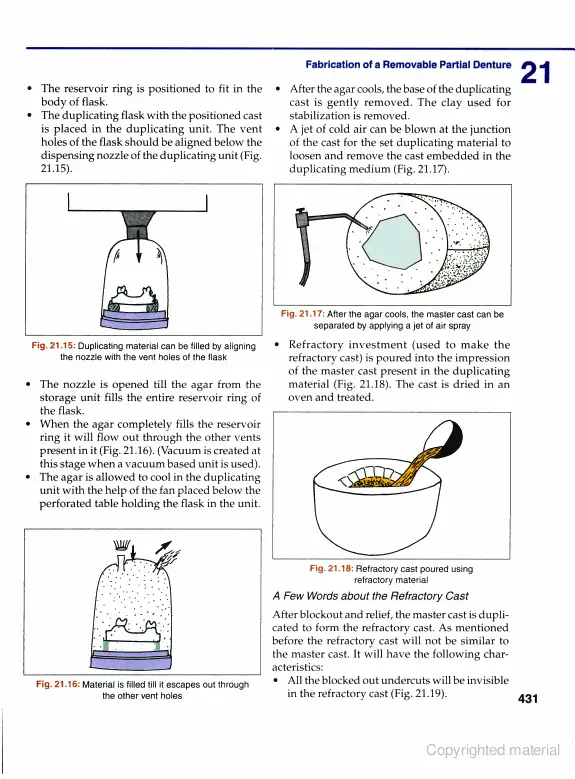 Fabrication of a Removable Partial Denture
21
• The reservoir ring is positioned to fit in the
body of flask.
• The duplicating flask with the positioned cast
is placed in the duplicating unit. The vent
holes of the flask should be aligned below the
dispensing nozzle of the duplicating unit (Fig.
21.15).
Fig. 21.15: Duplicating material can be filled by aligning
the nozzle with the vent holes of the flask
• The nozzle is opened till the agar from the
storage unit fills the entire reservoir ring of
the flask.
• When the agar completely fills the reservoir
ring it will flow out through the other vents
present in it (Fig. 21.16). (Vacuum is created at
this stage when a vacuum based unit is used).
• The agar is allowed to cool in the duplicating
unit with the help of the fan placed below the
perforated table holding the flask in the unit.
Fig. 21.16: Material is filled till it escapes out through
the other vent holes
• After the agar cools, the base of the duplicating
cast is gently removed. The clay used for
stabilization is removed.
• A jet of cold air can be blown at the junction
of the cast for the set duplicating material to
loosen and remove the cast embedded in the
duplicating medium (Fig. 21.17).
Fig. 21.17: After the agar cools, the master cast can be
separated by applying a jet of air spray
• Refractory investment (used to make the
refractory cast) is poured into the impression
of the master cast present in the duplicating
material (Fig. 21.18). The cast is dried in an
oven and treated.
Fig. 21.18: Refractory cast poured using
refractory material
A Few Words about the Refractory Cast
After blockout and relief, the master cast is dupli-
cated to form the refractory cast. As mentioned
before the refractory cast will not be similar to
the master cast. It will have the following char-
acteristics:
• All the blocked out undercuts will be invisible
in the refractory cast (Fig. 21.19).
431
Copyrighted material